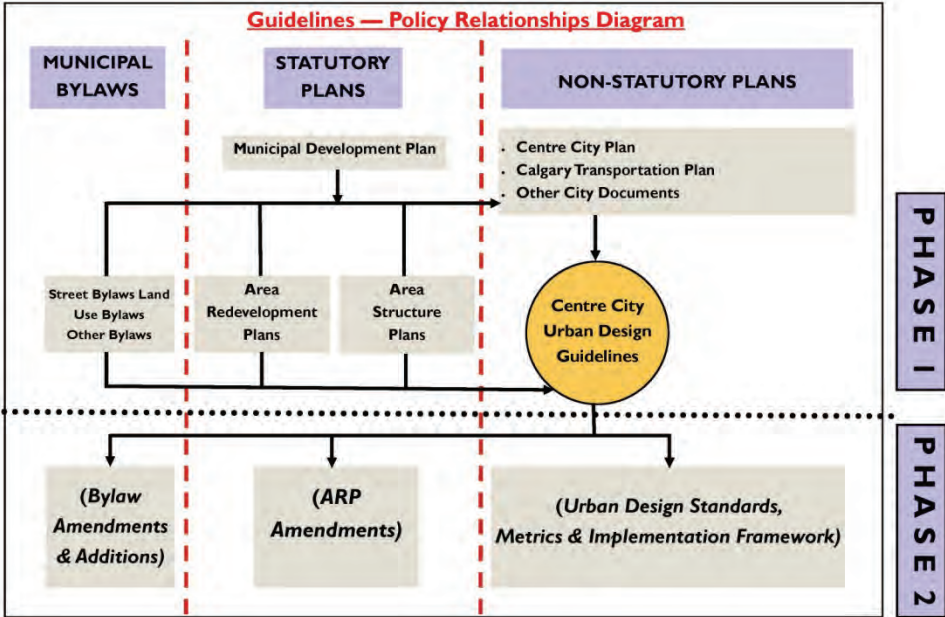 Guidelines — Policy Relationships Diagram
MUNICIPAL
BYLAWS
STATUTORY
PLANS
NON-STATUTORY PLANS
Municipal Development Plan
. Centre City Plan
. Calgary Transportation Plan
. Other City Documents
Street Bylaws Land
Use Bylaws
Other Bylaws
Area
Redevelopment
Plans
Area
Structure
Plans
Centre City
Urban Design
Guidelines
PHASE 1
(Bylaw
Amendments
& Additions)
(ARP
Amendments)
(Urban Design Standards,
Metrics & Implementation Framework)
PHASE 2